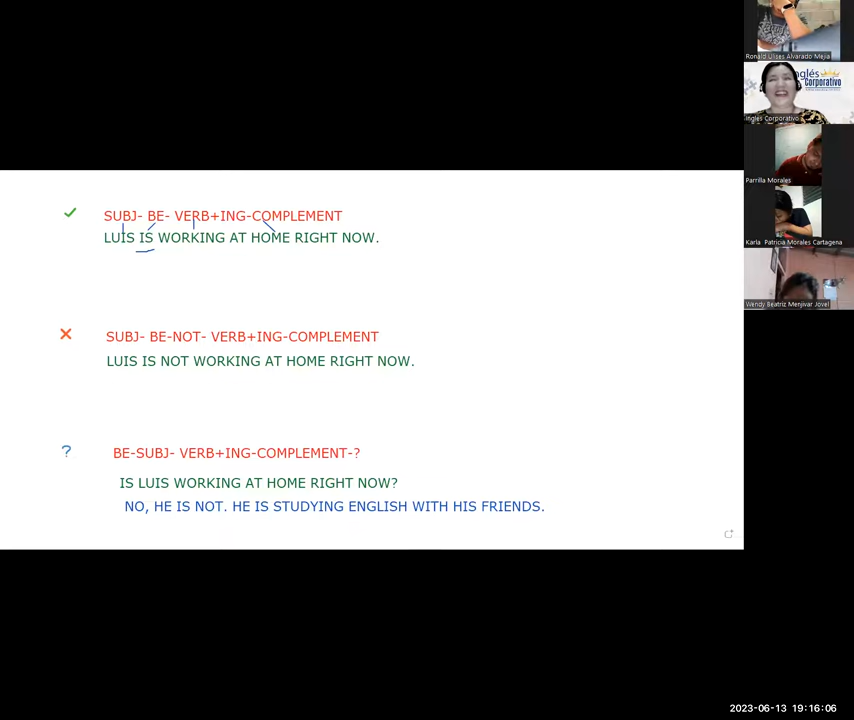 Ronald Ulises Alvarado Mejia
Inglés
Corporativo
Ingles Corporativo
Parrilla Morales
Karla Patricia Morales Cartagena
Wendy Beatriz Menjivar Jovel
SUBJ- BE- VERB+ING-COMPLEMENT
LUIS IS WORKING AT HOME RIGHT NOW.
SUBJ- BE-NOT- VERB+ING-COMPLEMENT
LUIS IS NOT WORKING AT HOME RIGHT NOW.
?
BE-SUBJ- VERB+ING-COMPLEMENT-?
IS LUIS WORKING AT HOME RIGHT NOW?
NO, HE IS NOT. HE IS STUDYING ENGLISH WITH HIS FRIENDS.
2023-06-13 19:16:06